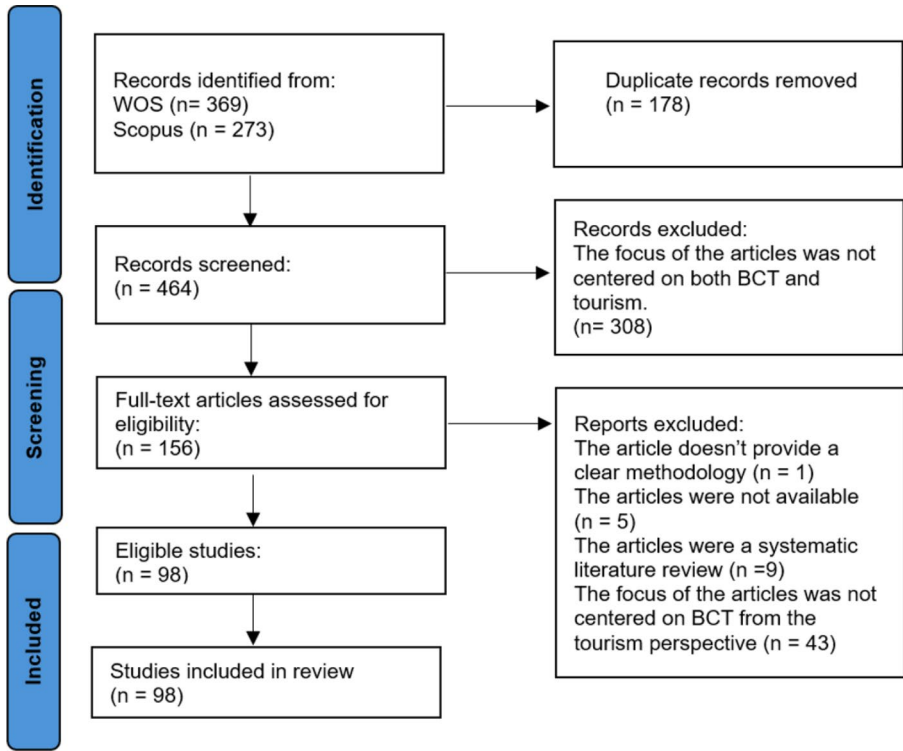 Identification
Records identified from:
WOS (n= 369)
Scopus (n = 273)
Duplicate records removed
(n = 178)
Records screened:
(n = 464)
Records excluded:
The focus of the articles was not
centered on both BCT and
tourism.
(n= 308)
Screening
Full-text articles assessed for
eligibility:
(n = 156)
Reports excluded:
The article doesn’t provide a
clear methodology (n = 1)
The articles were not available
(n = 5)
The articles were a systematic
literature review (n =9)
The focus of the articles was not
centered on BCT from the
tourism perspective (n = 43)
Eligible studies:
(n = 98)
Included
Studies included in review
(n = 98)